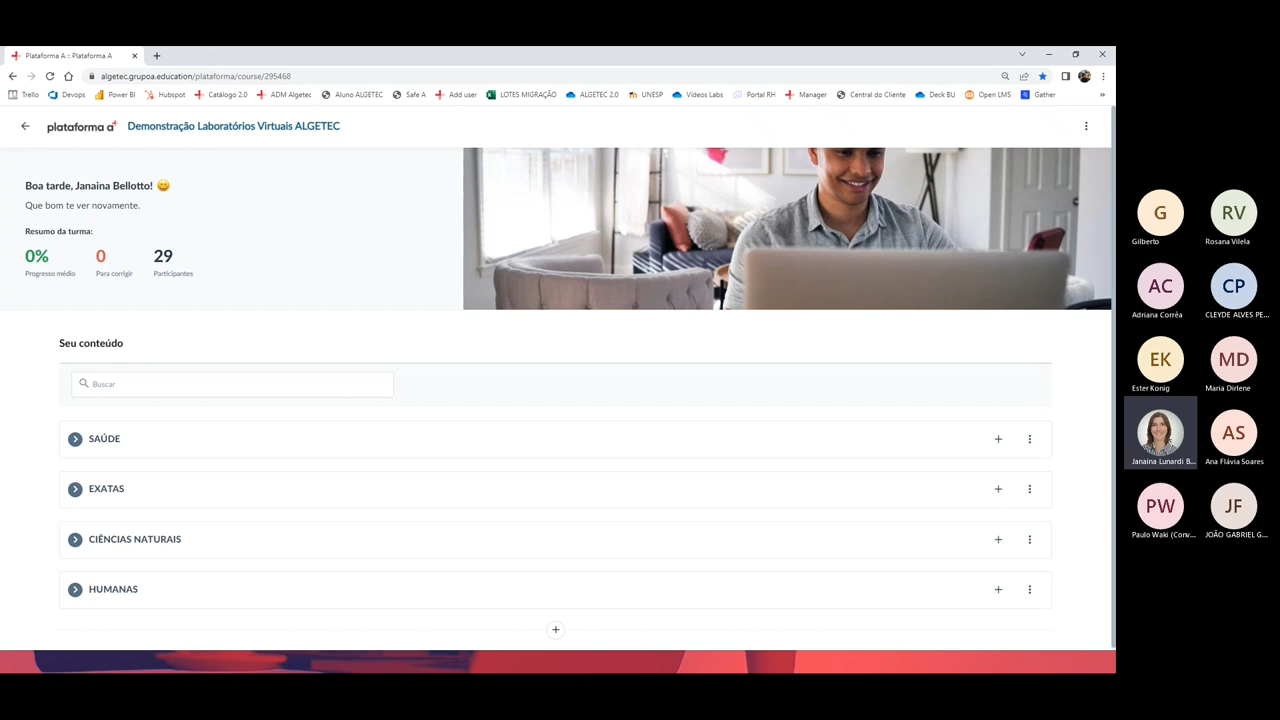 Plataforma A :: Plataforma A
algetec.grupoa.education/plataforma/course/295468
Trello Devops Power BI Hubspot Catálogo 2.0 ADM Algetec Aluno ALGETEC Safe A Add user LOTES MIGRAÇÃO ALGETEC 2.0 UNESP Vídeos Labs Portal RH Manager Central do Cliente Deck BU Open LMS Gather
plataforma a+ Demonstração Laboratórios Virtuais ALGETEC
Boa tarde, Janaina Bellotto! 😀
Que bom te ver novamente.
Resumo da turma:
0% 0 29
Progresso médio Para corrigir Participantes
Seu conteúdo
Buscar
SAÚDE
EXATAS
CIÊNCIAS NATURAIS
HUMANAS
G RV
Gilberto Rosana Vilela
AC CP
Adriana Corrêa CLEYDE ALVES PE...
EK MD
Ester Konig Maria Dirlene
AS
Janaina Lunardi B... Ana Flávia Soares
PW JF
Paulo Waki (Conv... JOÃO GABRIEL G...